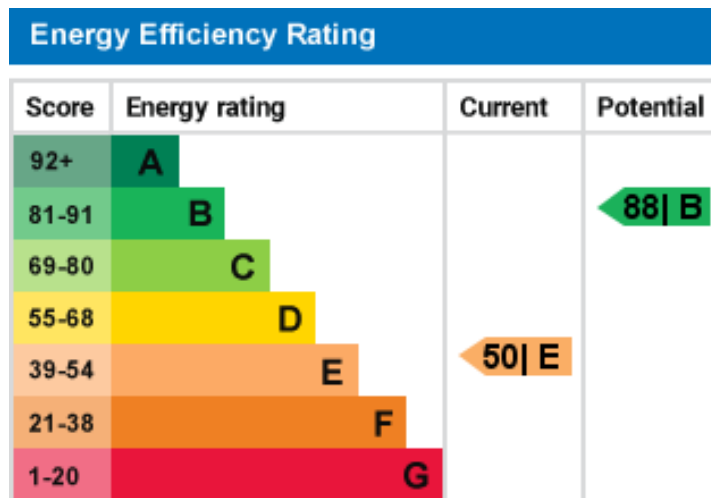 Energy Efficiency Rating
Score Energy rating Current Potential
92+ A
81-91 B 88| B
69-80 C
55-68 D
39-54 E 50| E
21-38 F
1-20 G